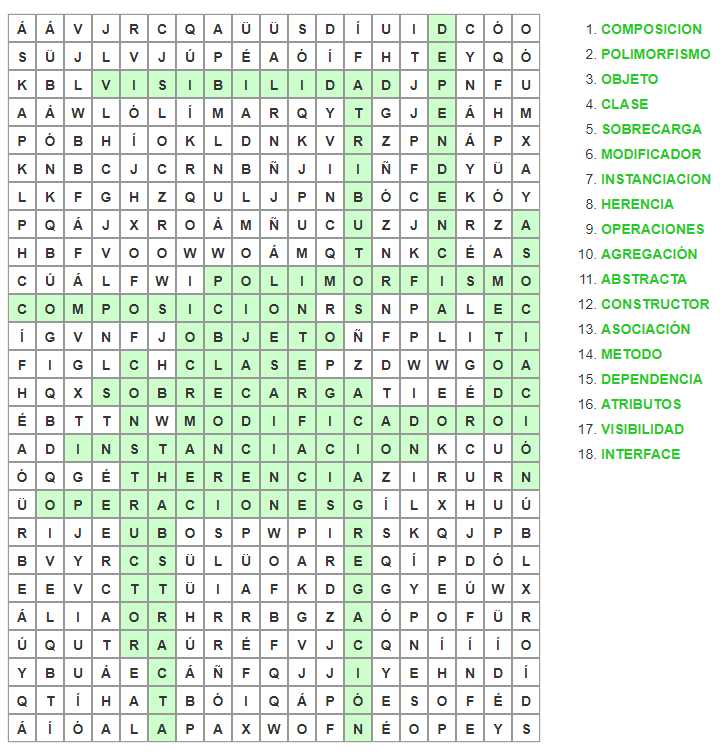 Á Á V J R C Q A Ü Ü S D Í U I D C Ó O
S Ü J L V J Ú P É A Ó Í F H T E Y Q Ó
K B L V I S I B I L I D A D J P N F U
A Á W L Ó L Í M A R Q Y T G J E Á H M
P Ó B H Í O K L D N K V R Z P N Á P X
K N B C J C R N B Ñ J I I Ñ F D Y Ü A
L K F G H Z Q U L J P N B Ó C E K Ó Y
P Q Á J X R O Á M Ñ U C U Z J N R Z A
H B F V O O W W O Á M Q T N K C É A S
C Ú Á L F W I P O L I M O R F I S M O
C O M P O S I C I O N R S N P A L E C
Í G V N F J O B J E T O Ñ F P L I T I
F I G L C H C L A S E P Z D W W G O A
H Q X S O B R E C A R G A T I E É D C
É B T T N W M O D I F I C A D O R O I
A D I N S T A N C I A C I O N K C U Ó
Ó Q G É T H E R E N C I A Z I R U R N
Ü O P E R A C I O N E S G Í L X H U Ú
R I J E U B O S P W P I R S K Q J P B
B V Y R C S Ü L Ü O A R E Q Í P D Ó L
E E V C T T Ü I A F K D G G Y E Ú W X
Á L I A O R H R R B G Z A Ó P O F Ü R
Ú Q U T R A Ú R É F V J C Q N Í Í Í O
Y B U Á E C Á Ñ F Q J J I Y E H N D Í
Q T Í H A T B Ó I Q Á P Ó E S O F É D
Á Í Ó A L A P A X W O F N É O P E Y S
1. COMPOSICION
2. POLIMORFISMO
3. OBJETO
4. CLASE
5. SOBRECARGA
6. MODIFICADOR
7. INSTANCIACION
8. HERENCIA
9. OPERACIONES
10. AGREGACIÓN
11. ABSTRACTA
12. CONSTRUCTOR
13. ASOCIACIÓN
14. METODO
15. DEPENDENCIA
16. ATRIBUTOS
17. VISIBILIDAD
18. INTERFACE